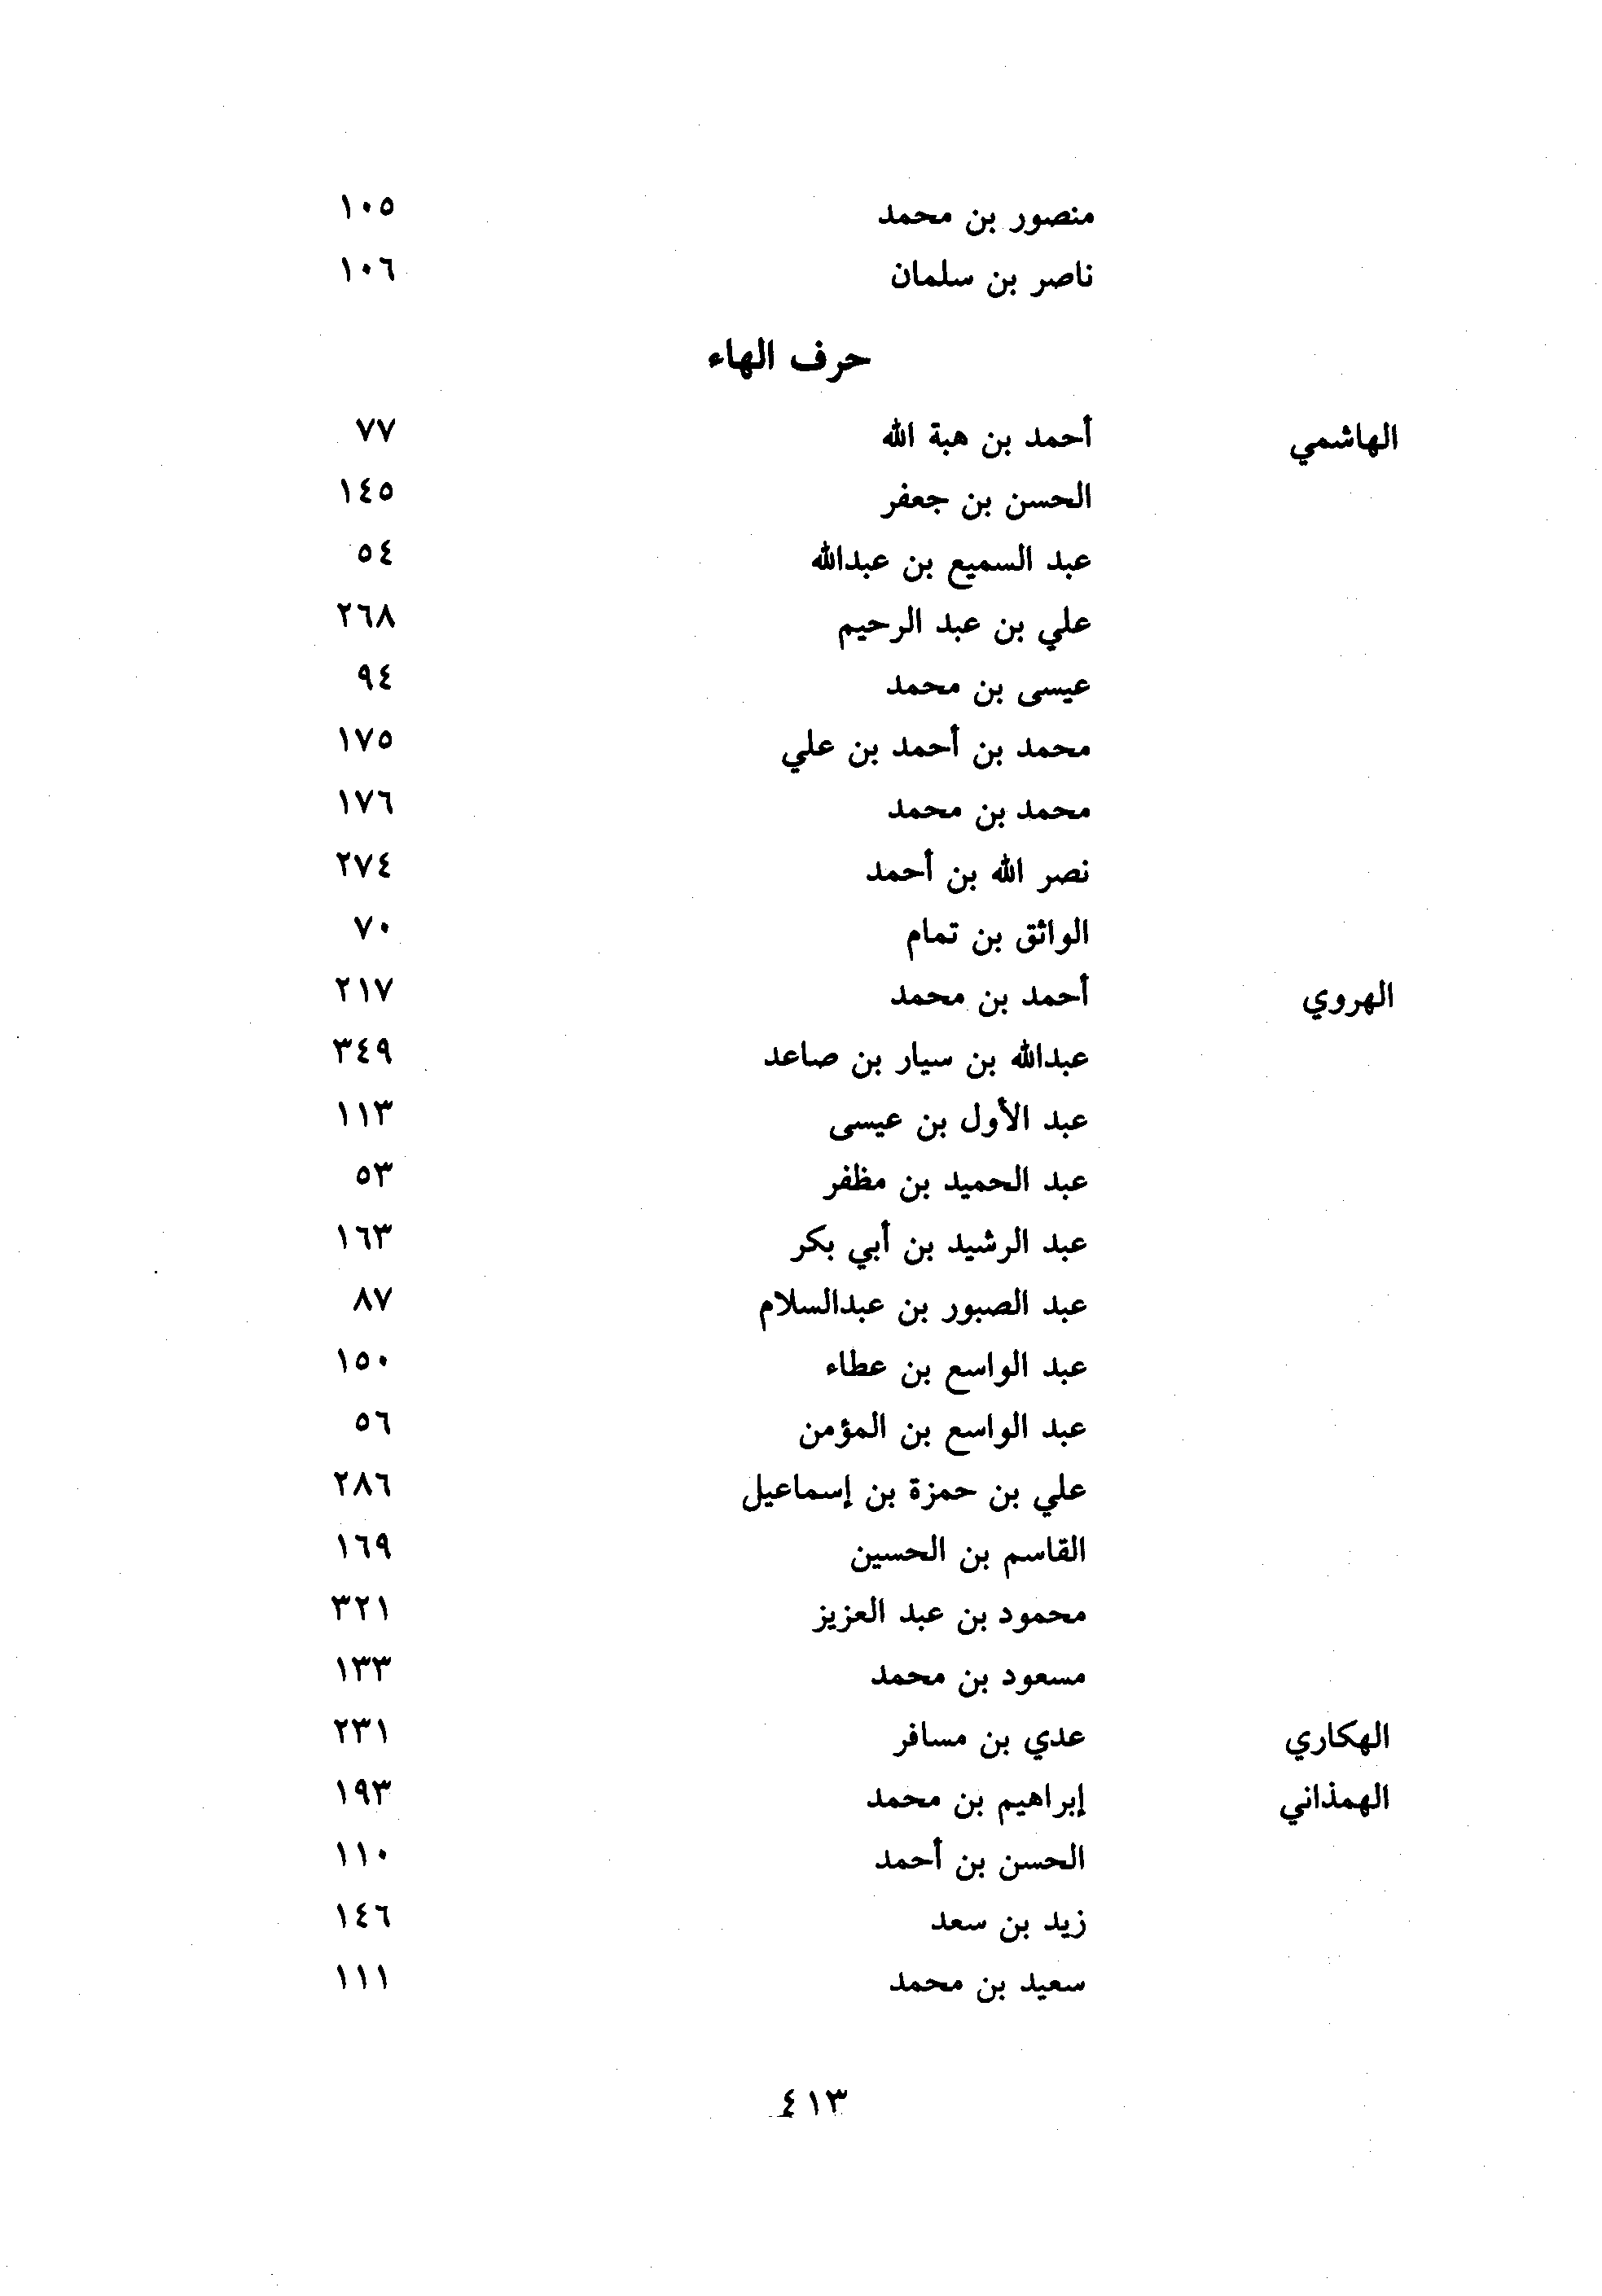 منصور بن محمد ١٠٥
ناصر بن سلمان ١٠٦
حرف الهاء
الهاشمي أحمد بن هبة الله ٧٧
الحسن بن جعفر ١٤٥
عبد السميع بن عبدالله ٥٤
علي بن عبد الرحيم ٢٦٨
عيسى بن محمد ٩٤
محمد بن أحمد بن علي ١٧٥
محمد بن محمد ١٧٦
نصر الله بن أحمد ٢٧٤
الواثق بن تمام ٧٠
الهروي أحمد بن محمد ٢١٧
عبدالله بن سيار بن صاعد ٣٤٩
عبد الأول بن عيسى ١١٣
عبد الحميد بن مظفر ٥٣
عبد الرشيد بن أبي بكر ١٦٣
عبد الصبور بن عبدالسلام ٨٧
عبد الواسع بن عطاء ١٥٠
عبد الواسع بن المؤمن ٥٦
علي بن حمزة بن إسماعيل ٢٨٦
القاسم بن الحسين ١٦٩
محمود بن عبد العزيز ٣٢١
مسعود بن محمد ١٣٣
الهكاري عدي بن مسافر ٢٣١
الهمذاني إبراهيم بن محمد ١٩٣
الحسن بن أحمد ١١٠
زيد بن سعد ١٤٦
سعيد بن محمد ١١١
٤١٣